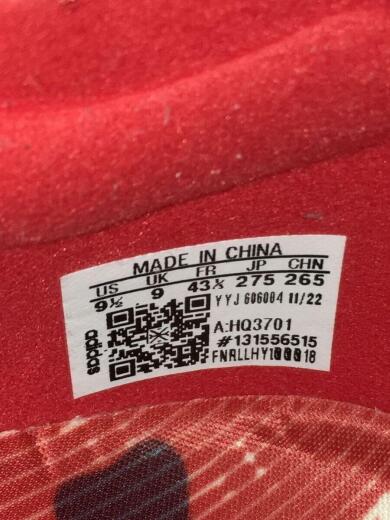 MADE IN CHINA
US UK FR JP CHN
9½ 9 43⅓ 275 265
YYJ 606004 11/22
adidas
A:HQ3701
#131556515